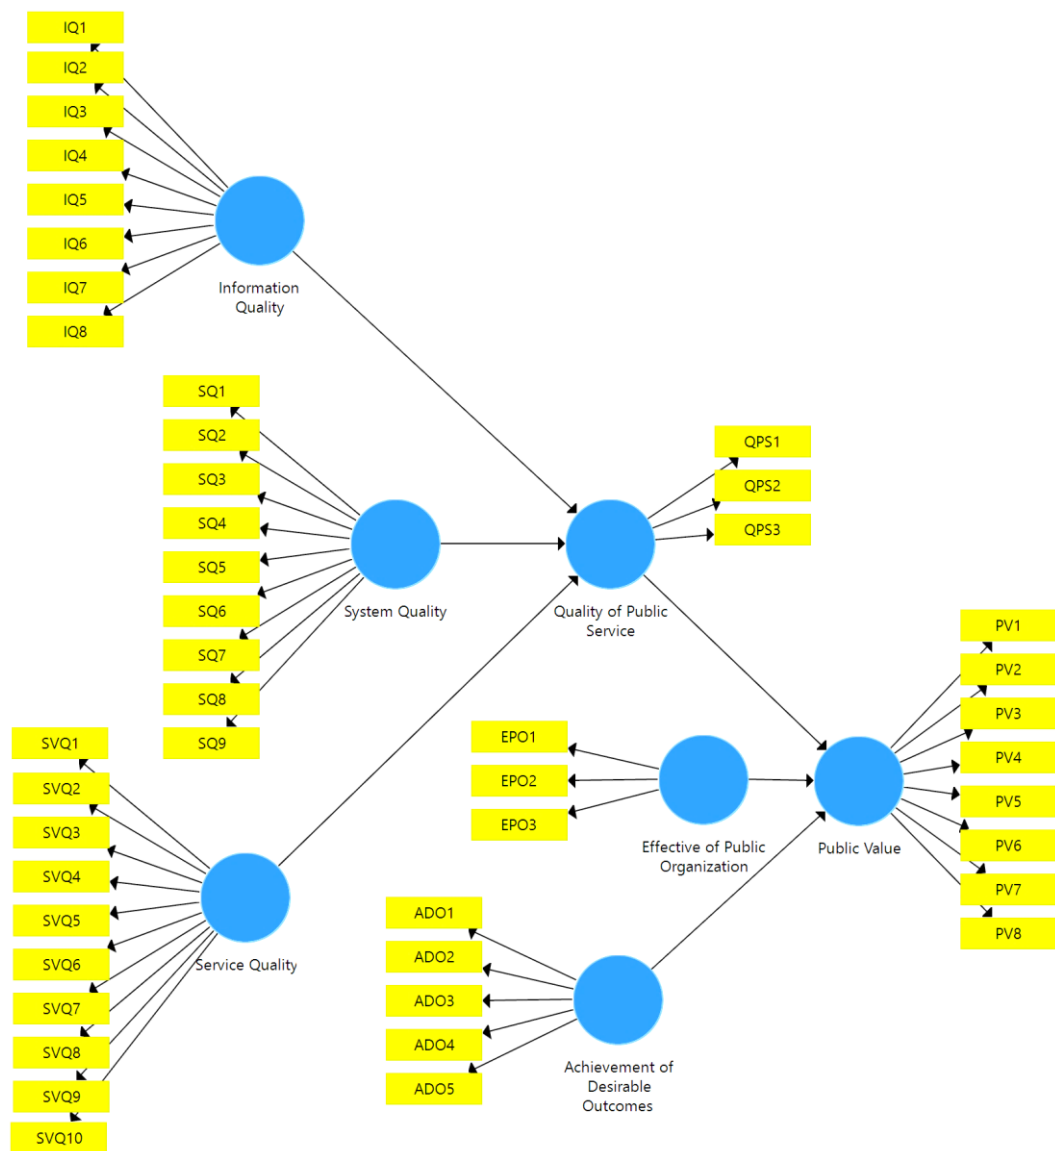 IQ1
IQ2
IQ3
IQ4
IQ5
IQ6
IQ7
IQ8
Information
Quality
SQ1
SQ2
SQ3
SQ4
SQ5
SQ6
SQ7
SQ8
SQ9
System Quality
QPS1
QPS2
QPS3
Quality of Public
Service
SVQ1
SVQ2
SVQ3
SVQ4
SVQ5
SVQ6
SVQ7
SVQ8
SVQ9
SVQ10
Service Quality
EPO1
EPO2
EPO3
Effective of Public
Organization
PV1
PV2
PV3
PV4
PV5
PV6
PV7
PV8
Public Value
ADO1
ADO2
ADO3
ADO4
ADO5
Achievement of
Desirable
Outcomes